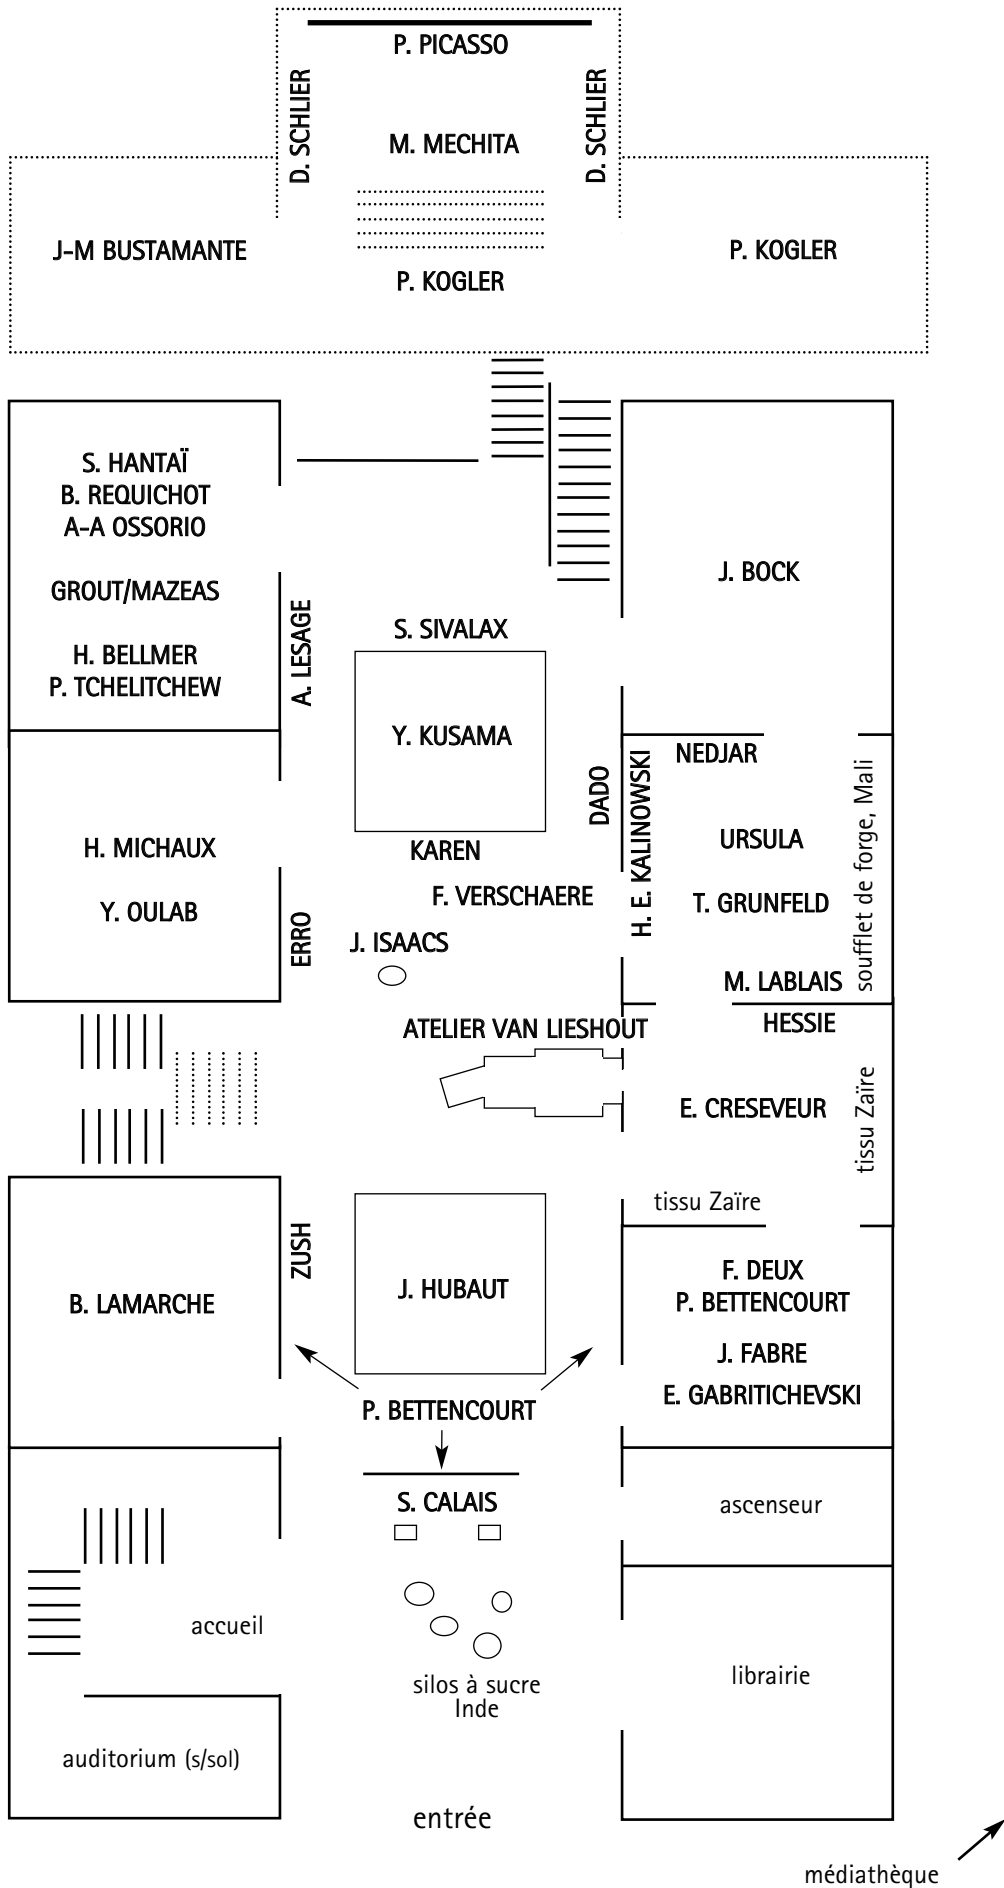 P. PICASSO
D. SCHLIER
D. SCHLIER
M. MECHITA
J-M BUSTAMANTE
P. KOGLER
P. KOGLER
S. HANTAÏ
B. REQUICHOT
A-A OSSORIO
GROUT/MAZEAS
H. BELLMER
P. TCHELITCHEW
A. LESAGE
J. BOCK
S. SIVALAX
Y. KUSAMA
KAREN
DADO
H. E. KALINOWSKI
NEDJAR
URSULA
T. GRUNFELD
M. LABLAIS
soufflet de forge, Mali
H. MICHAUX
Y. OULAB
ERRO
F. VERSCHAERE
J. ISAACS
ATELIER VAN LIESHOUT
HESSIE
E. CRESEVEUR
tissu Zaïre
tissu Zaïre
B. LAMARCHE
ZUSH
J. HUBAUT
F. DEUX
P. BETTENCOURT
J. FABRE
E. GABRITICHEVSKI
P. BETTENCOURT
S. CALAIS
ascenseur
accueil
silos à sucre
Inde
librairie
auditorium (s/sol)
entrée
médiathèque